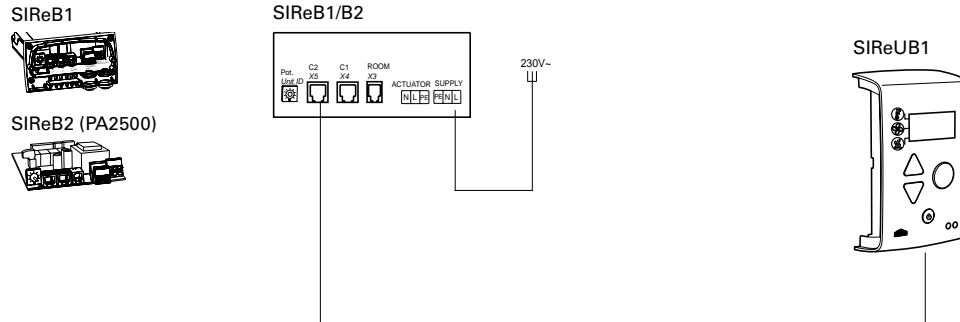 SIReB1
SIReB1/B2
SIReUB1
SIReB2 (PA2500)
Pot.
Unit ID
C2
X5
C1
X4
ROOM
X3
ACTUATOR SUPPLY
N L PE PE N L
230V~